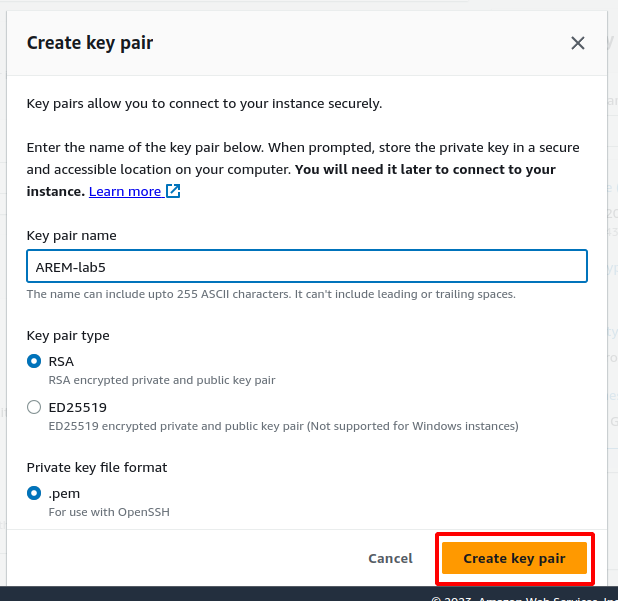 Create key pair
Key pairs allow you to connect to your instance securely.
Enter the name of the key pair below. When prompted, store the private key in a secure
and accessible location on your computer. You will need it later to connect to your
instance. Learn more
Key pair name
AREM-lab5
The name can include upto 255 ASCII characters. It can't include leading or trailing spaces.
Key pair type
RSA
RSA encrypted private and public key pair
ED25519
ED25519 encrypted private and public key pair (Not supported for Windows instances)
Private key file format
.pem
For use with OpenSSH
Cancel
Create key pair
© 2023, Amazon Web Services, Inc